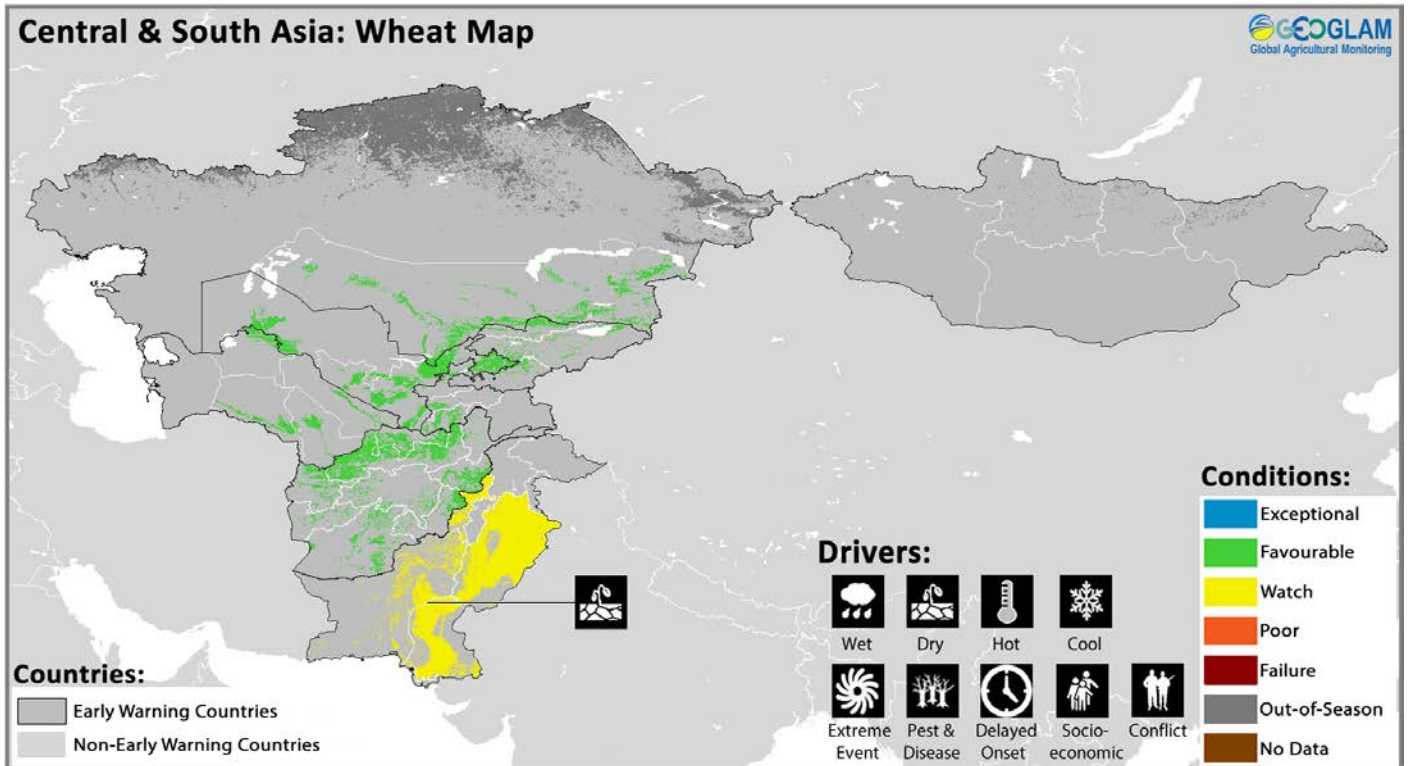 Central & South Asia: Wheat Map
GEOGLAM
Global Agricultural Monitoring
Conditions:
Exceptional
Favourable
Watch
Poor
Failure
Out-of-Season
No Data
Drivers:
Wet
Dry
Hot
Cool
Extreme
Event
Pest &
Disease
Delayed
Onset
Socio-
economic
Conflict
Countries:
Early Warning Countries
Non-Early Warning Countries